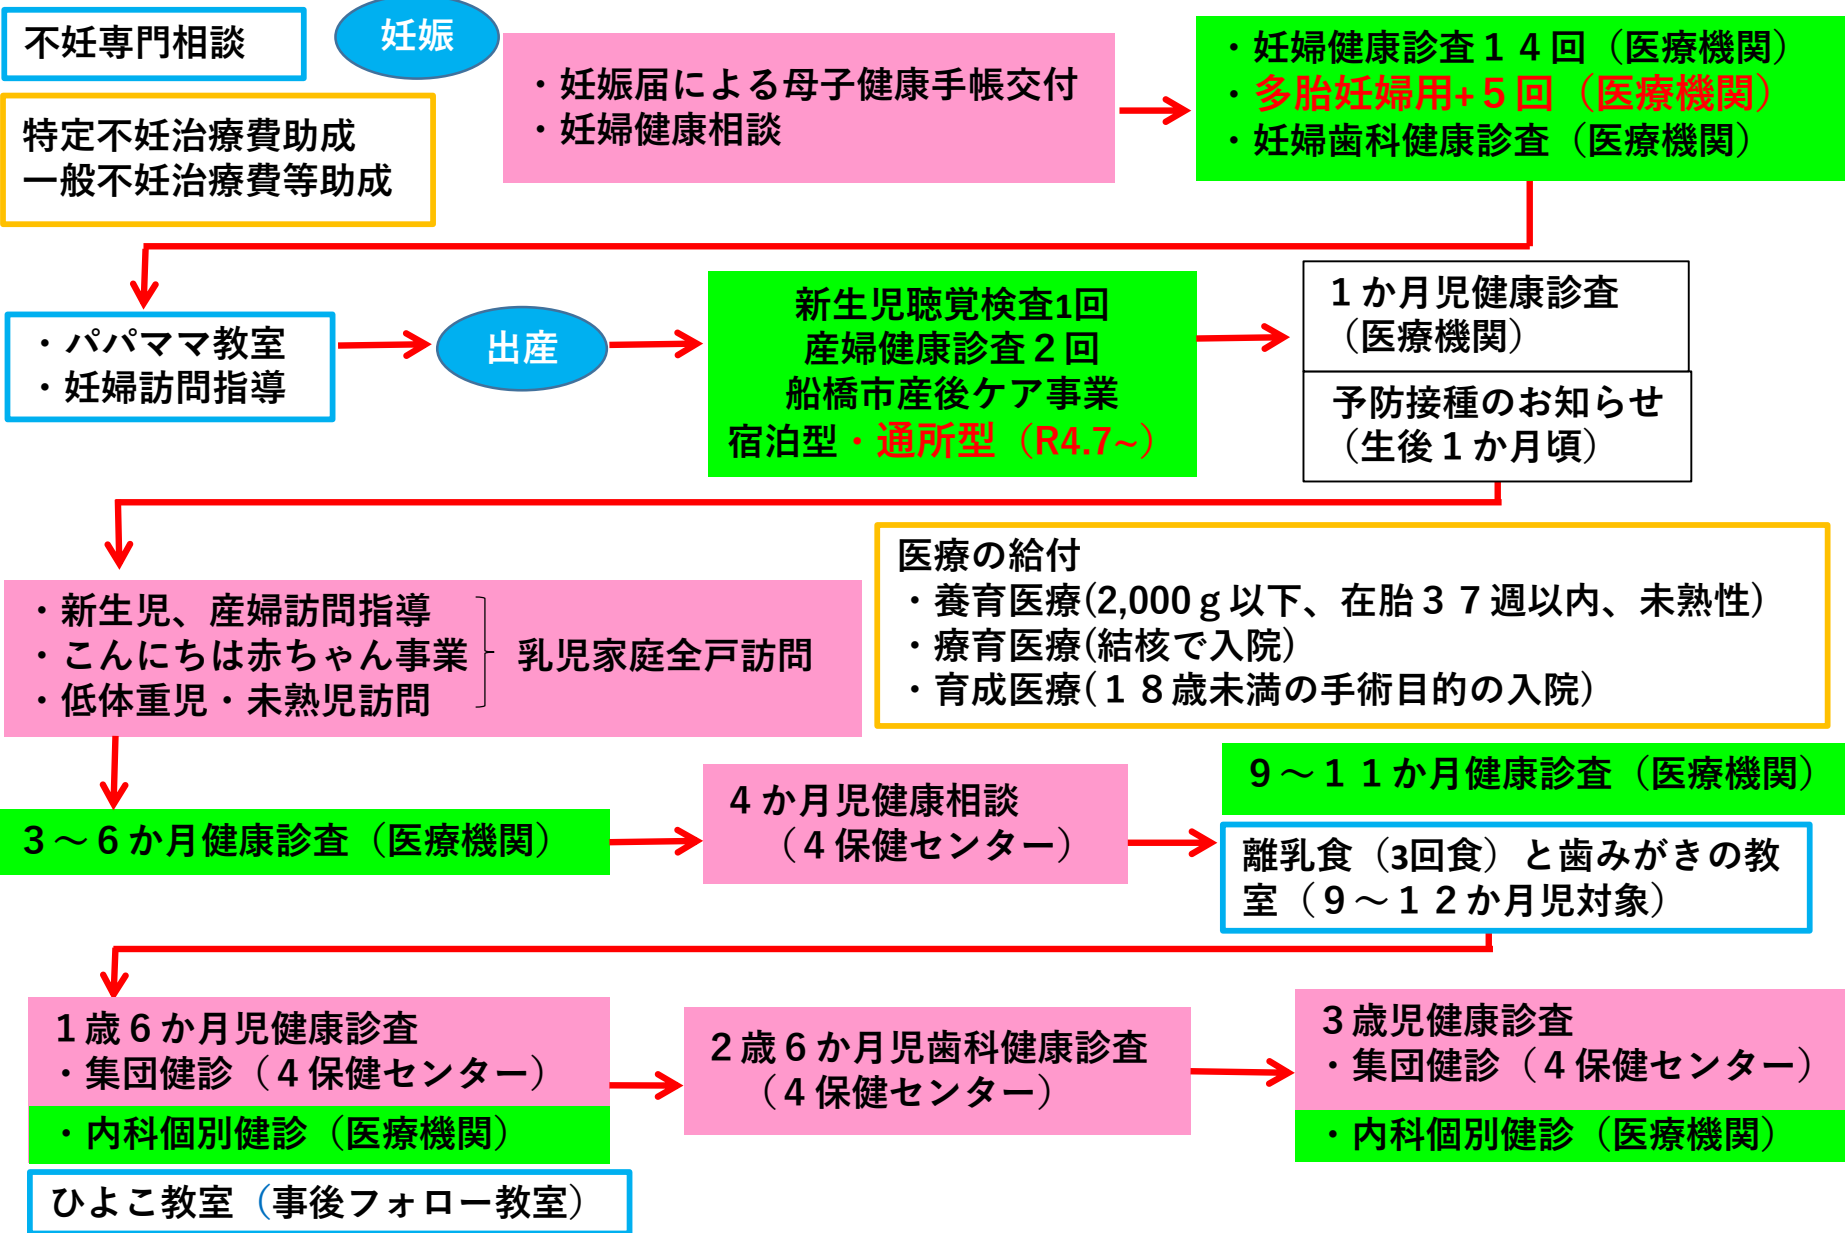 不妊専門相談
妊娠
特定不妊治療費助成
一般不妊治療費等助成
・妊娠届による母子健康手帳交付
・妊婦健康相談
・妊婦健康診査１４回（医療機関）
・多胎妊婦用+５回（医療機関）
・妊婦歯科健康診査（医療機関）
・パパママ教室
・妊婦訪問指導
出産
新生児聴覚検査1回
産婦健康診査２回
船橋市産後ケア事業
宿泊型・通所型（R4.7~）
１か月児健康診査
（医療機関）
予防接種のお知らせ
（生後１か月頃）
医療の給付
・養育医療(2,000ｇ以下、在胎３７週以内、未熟性)
・療育医療(結核で入院)
・育成医療(１８歳未満の手術目的の入院)
・新生児、産婦訪問指導
・こんにちは赤ちゃん事業
・低体重児・未熟児訪問
乳児家庭全戸訪問
３～６か月健康診査（医療機関）
４か月児健康相談
（４保健センター）
９～１１か月健康診査（医療機関）
離乳食（3回食）と歯みがきの教
室（９～１２か月児対象）
１歳６か月児健康診査
・集団健診（４保健センター）
・内科個別健診（医療機関）
ひよこ教室（事後フォロー教室）
２歳６か月児歯科健康診査
（４保健センター）
３歳児健康診査
・集団健診（４保健センター）
・内科個別健診（医療機関）